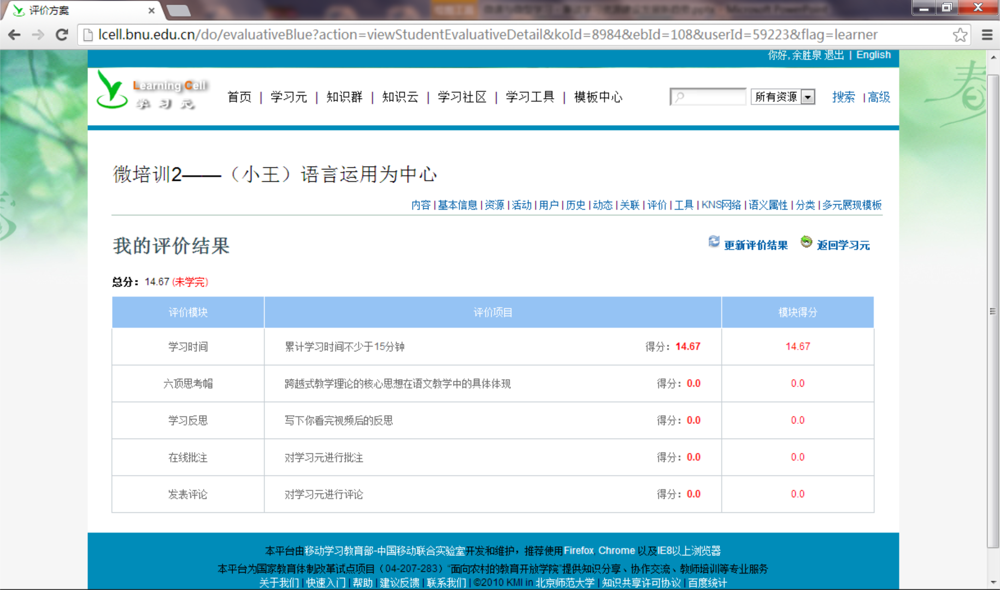 评价方案
lcell.bnu.edu.cn/do/evaluativeBlue?action=viewStudentEvaluativeDetail&koId=8984&ebId=108&userId=59223&flag=learner
你好,余胜泉 退出 | English
Learning Cell
学习元
首页 | 学习元 | 知识群 | 知识云 | 学习社区 | 学习工具 | 模板中心
所有资源 搜索 | 高级
微培训2——（小王）语言运用为中心
内容 | 基本信息 | 资源 | 活动 | 用户 | 历史 | 动态 | 关联 | 评价 | 工具 | KNS网络 | 语义属性 | 分类 | 多元展现模板
我的评价结果 更新评价结果 返回学习元
总分：14.67 (未学完)
评价模块 评价项目 模块得分
学习时间 累计学习时间不少于15分钟 得分：14.67 14.67
六顶思考帽 跨越式教学理论的核心思想在语文教学中的具体体现 得分：0.0 0.0
学习反思 写下你看完视频后的反思 得分：0.0 0.0
在线批注 对学习元进行批注 得分：0.0 0.0
发表评论 对学习元进行评论 得分：0.0 0.0
本平台由移动学习教育部-中国移动联合实验室开发和维护，推荐使用Firefox, Chrome 以及IE8以上浏览器
本平台为国家教育体制改革试点项目（04-207-283）“面向农村的教育开放学院”提供知识分享、协作交流、教师培训等专业服务
关于我们 | 快速入门 | 帮助 | 建议反馈 | 联系我们 | ©2010 KMI in 北京师范大学 | 知识共享许可协议 | 百度统计
春